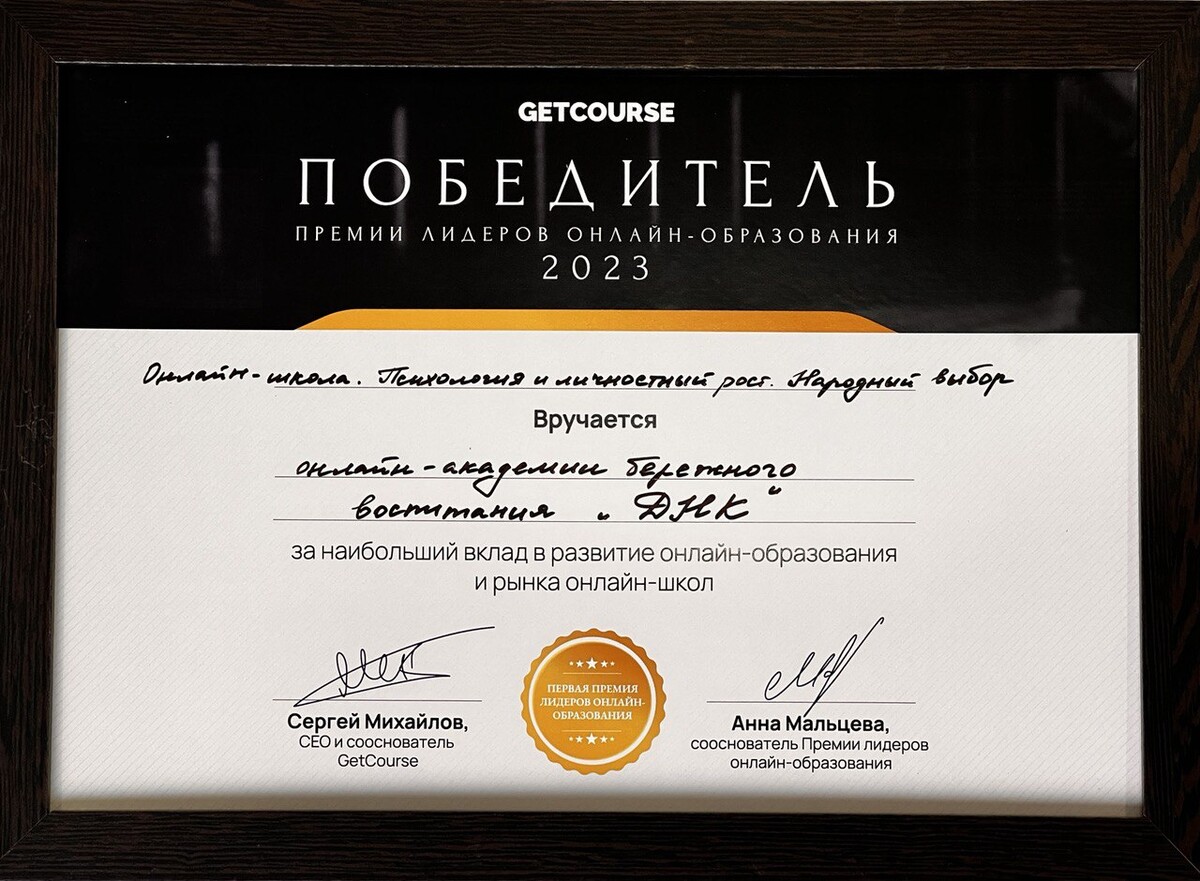 GETCOURSE
ПОБЕДИТЕЛЬ
ПРЕМИИ ЛИДЕРОВ ОНЛАЙН-ОБРАЗОВАНИЯ
2023
Онлайн-школа. Психология и личностный рост. Народный выбор
Вручается
онлайн-академии бережного
воспитания „ДНК"
за наибольший вклад в развитие онлайн-образования
и рынка онлайн-школ
ПЕРВАЯ ПРЕМИЯ
ЛИДЕРОВ ОНЛАЙН-
ОБРАЗОВАНИЯ
Сергей Михайлов,
CEO и сооснователь
GetCourse
Анна Мальцева,
сооснователь Премии лидеров
онлайн-образования